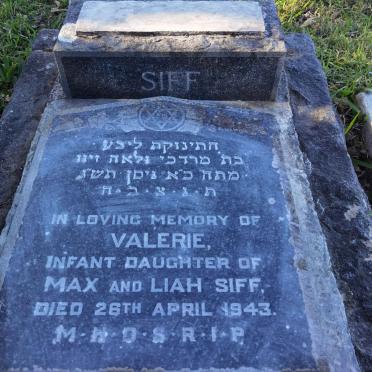 SIFF
התינוקת ליצע
בת מרדכי ולאה זיוו
מתה כ׳א ניסן תש׳ג
ת · נ · צ · ב · ה
IN LOVING MEMORY OF
VALERIE,
INFANT DAUGHTER OF
MAX AND LIAH SIFF,
DIED 26TH APRIL 1943.
M·H·D·S·R·I·P